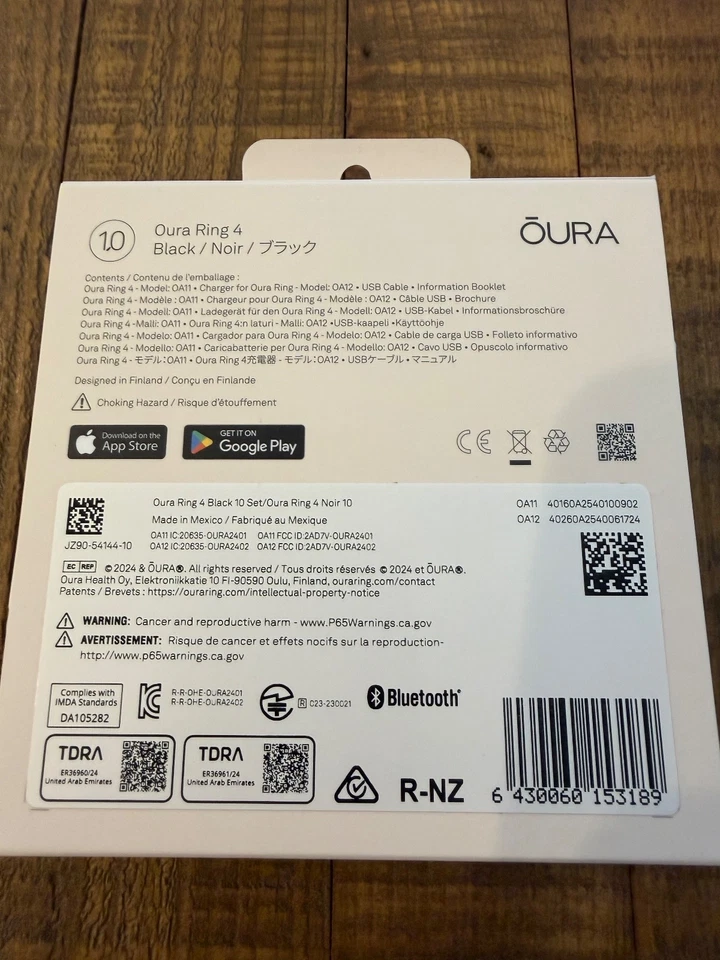 10
Oura Ring 4
Black / Noir / ブラック
ŌURA
Contents / Contenu de l'emballage :
Oura Ring 4 - Model: OA11 • Charger for Oura Ring - Model: OA12 • USB Cable • Information Booklet
Oura Ring 4 - Modèle : OA11 • Chargeur pour Oura Ring 4 - Modèle : OA12 • Câble USB • Brochure
Oura Ring 4 - Modell: OA11 • Ladegerät für den Oura Ring 4 - Modell: OA12 • USB-Kabel • Informationsbroschüre
Oura Ring 4 -Malli: OA11 • Oura Ring 4:n laturi - Malli: OA12 •USB-kaapeli •Käyttöohje
Oura Ring 4 - Modelo: OA11 • Cargador para Oura Ring 4 - Modelo: OA12 • Cable de carga USB • Folleto informativo
Oura Ring 4 - Modello: OA11 • Caricabatterie per Oura Ring 4 - Modello: OA12 • Cavo USB • Opuscolo informativo
Oura Ring 4 - モデル：OA11 • Oura Ring 4充電器 - モデル：OA12 • USBケーブル • マニュアル
Designed in Finland / Conçu en Finlande
Choking Hazard / Risque d'étouffement
Download on the
App Store
GET IT ON
Google Play
CE
JZ90-54144-10
Oura Ring 4 Black 10 Set/Oura Ring 4 Noir 10
Made in Mexico / Fabriqué au Mexique
OA11 IC:20635-OURA2401 OA11 FCC ID:2AD7V-OURA2401
OA12 IC:20635-OURA2402 OA12 FCC ID:2AD7V-OURA2402
OA11 40160A2540100902
OA12 40260A2540061724
EC REP © 2024 & ŌURA®. All rights reserved / Tous droits réservés © 2024 et ŌURA®.
Oura Health Oy, Elektroniikkatie 10 FI-90590 Oulu, Finland, ouraring.com/contact
Patents / Brevets : https://ouraring.com/intellectual-property-notice
WARNING: Cancer and reproductive harm - www.P65Warnings.ca.gov
AVERTISSEMENT: Risque de cancer et effets nocifs sur la reproduction-
http://www.p65warnings.ca.gov
Complies with
IMDA Standards
DA105282
R-R-OHE-OURA2401
R-R-OHE-OURA2402
R C23-230021
Bluetooth®
TDRA
ER36960/24
United Arab Emirates
TDRA
ER36961/24
United Arab Emirates
R-NZ
6 430060 153189